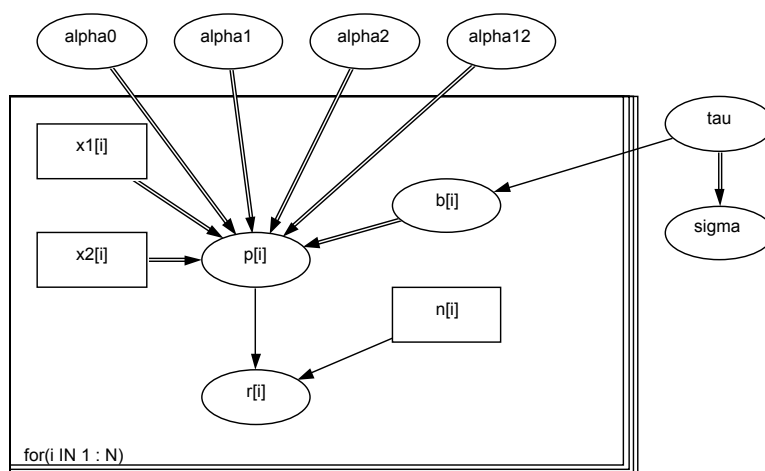 alpha0
alpha1
alpha2
alpha12
x1[i]
tau
b[i]
sigma
x2[i]
p[i]
n[i]
r[i]
for(i IN 1 : N)